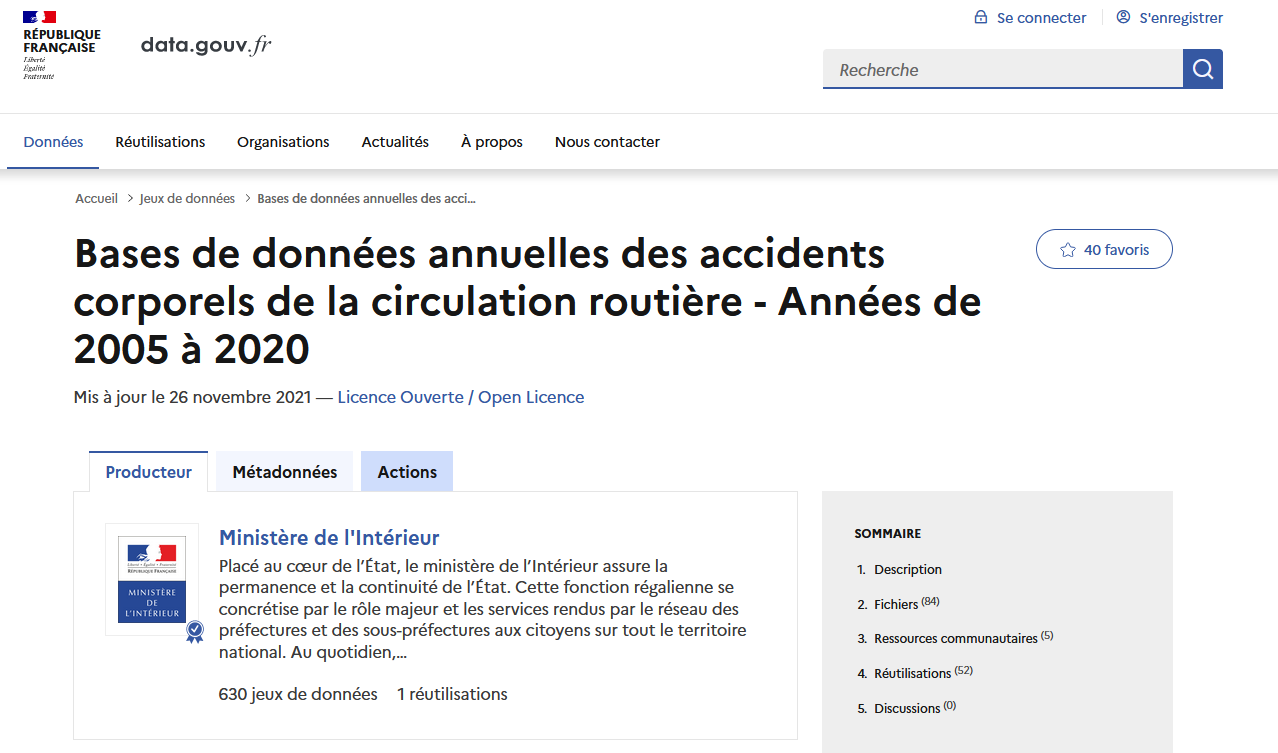 RÉPUBLIQUE
FRANÇAISE
Liberté
Égalité
Fraternité
data.gouv.fr
Se connecter
S'enregistrer
Recherche
Données
Réutilisations
Organisations
Actualités
À propos
Nous contacter
Accueil > Jeux de données > Bases de données annuelles des acci...
Bases de données annuelles des accidents
corporels de la circulation routière - Années de
2005 à 2020
40 favoris
Mis à jour le 26 novembre 2021 — Licence Ouverte / Open Licence
Producteur
Métadonnées
Actions
Ministère de l'Intérieur
Placé au cœur de l’État, le ministère de l’Intérieur assure la
permanence et la continuité de l’État. Cette fonction régalienne se
concrétise par le rôle majeur et les services rendus par le réseau des
préfectures et des sous-préfectures aux citoyens sur tout le territoire
national. Au quotidien,...
630 jeux de données 1 réutilisations
Liberté • Égalité • Fraternité
RÉPUBLIQUE FRANÇAISE
MINISTÈRE
DE
L'INTÉRIEUR
SOMMAIRE
1. Description
2. Fichiers (84)
3. Ressources communautaires (5)
4. Réutilisations (52)
5. Discussions (0)